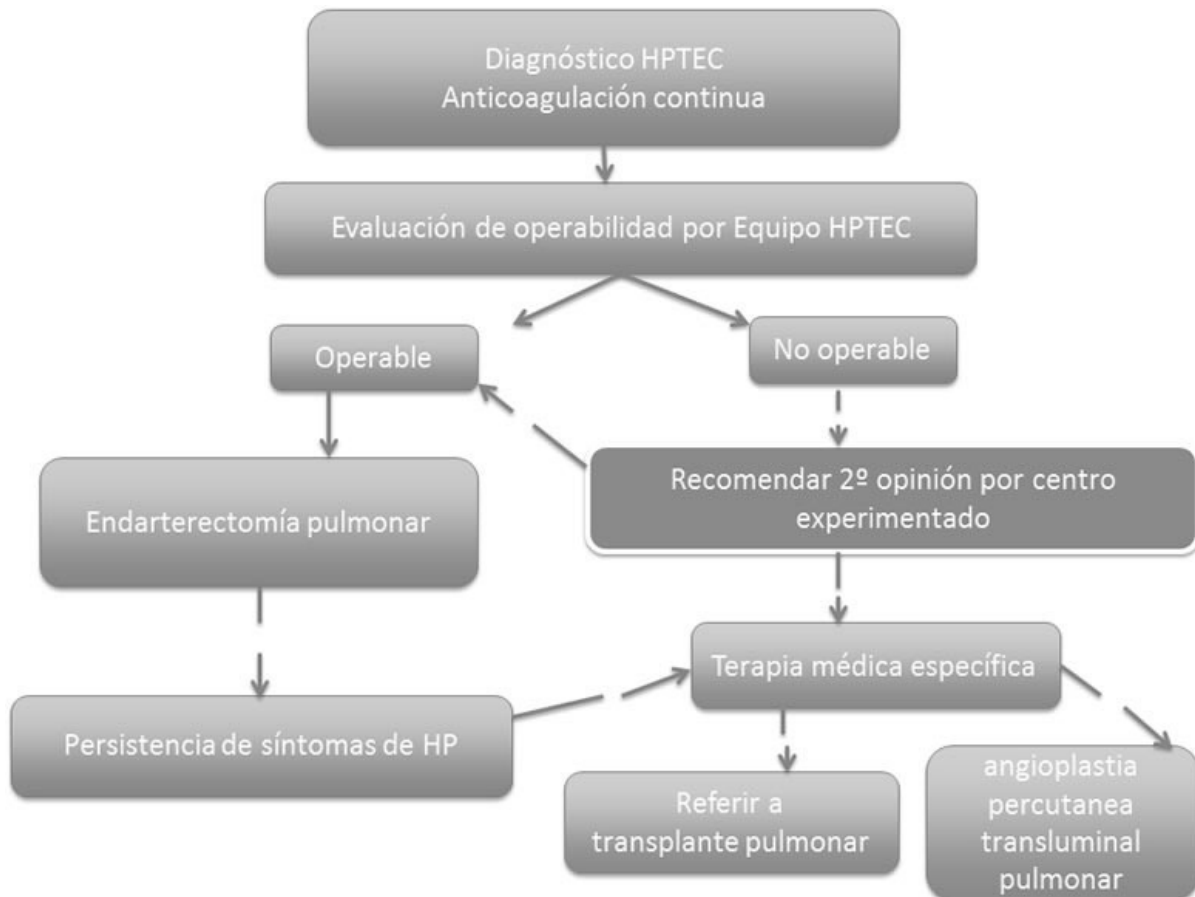 Diagnóstico HPTEC
Anticoagulación continua
Evaluación de operabilidad por Equipo HPTEC
Operable
No operable
Endarterectomía pulmonar
Recomendar 2º opinión por centro
experimentado
Terapia médica específica
Persistencia de síntomas de HP
Referir a
transplante pulmonar
angioplastia
percutanea
transluminal
pulmonar